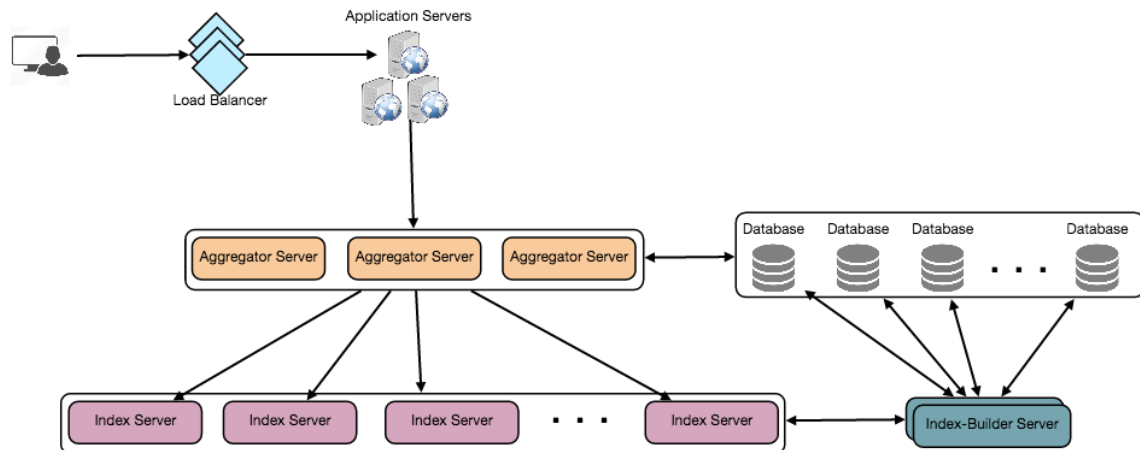 Application Servers
Load Balancer
Aggregator Server
Aggregator Server
Aggregator Server
Database
Database
Database
. . .
Database
Index Server
Index Server
Index Server
. . .
Index Server
Index-Builder Server